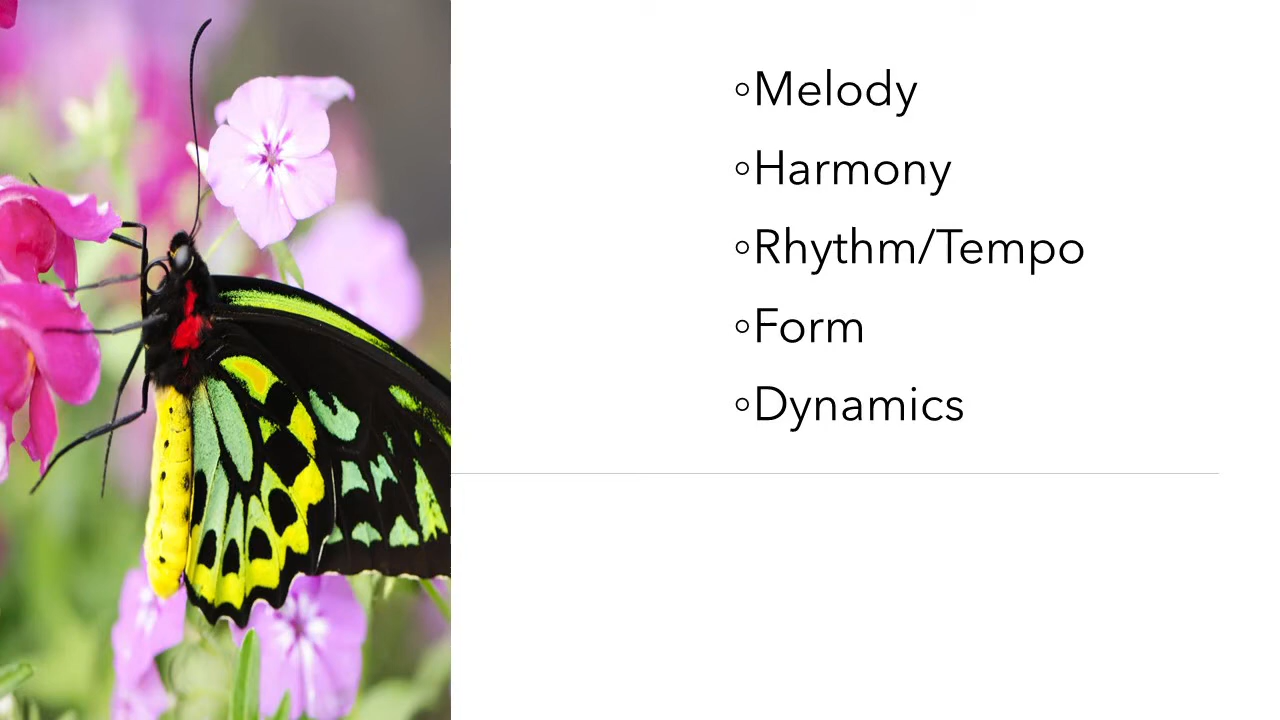 ◦Melody
◦Harmony
◦Rhythm/Tempo
◦Form
◦Dynamics